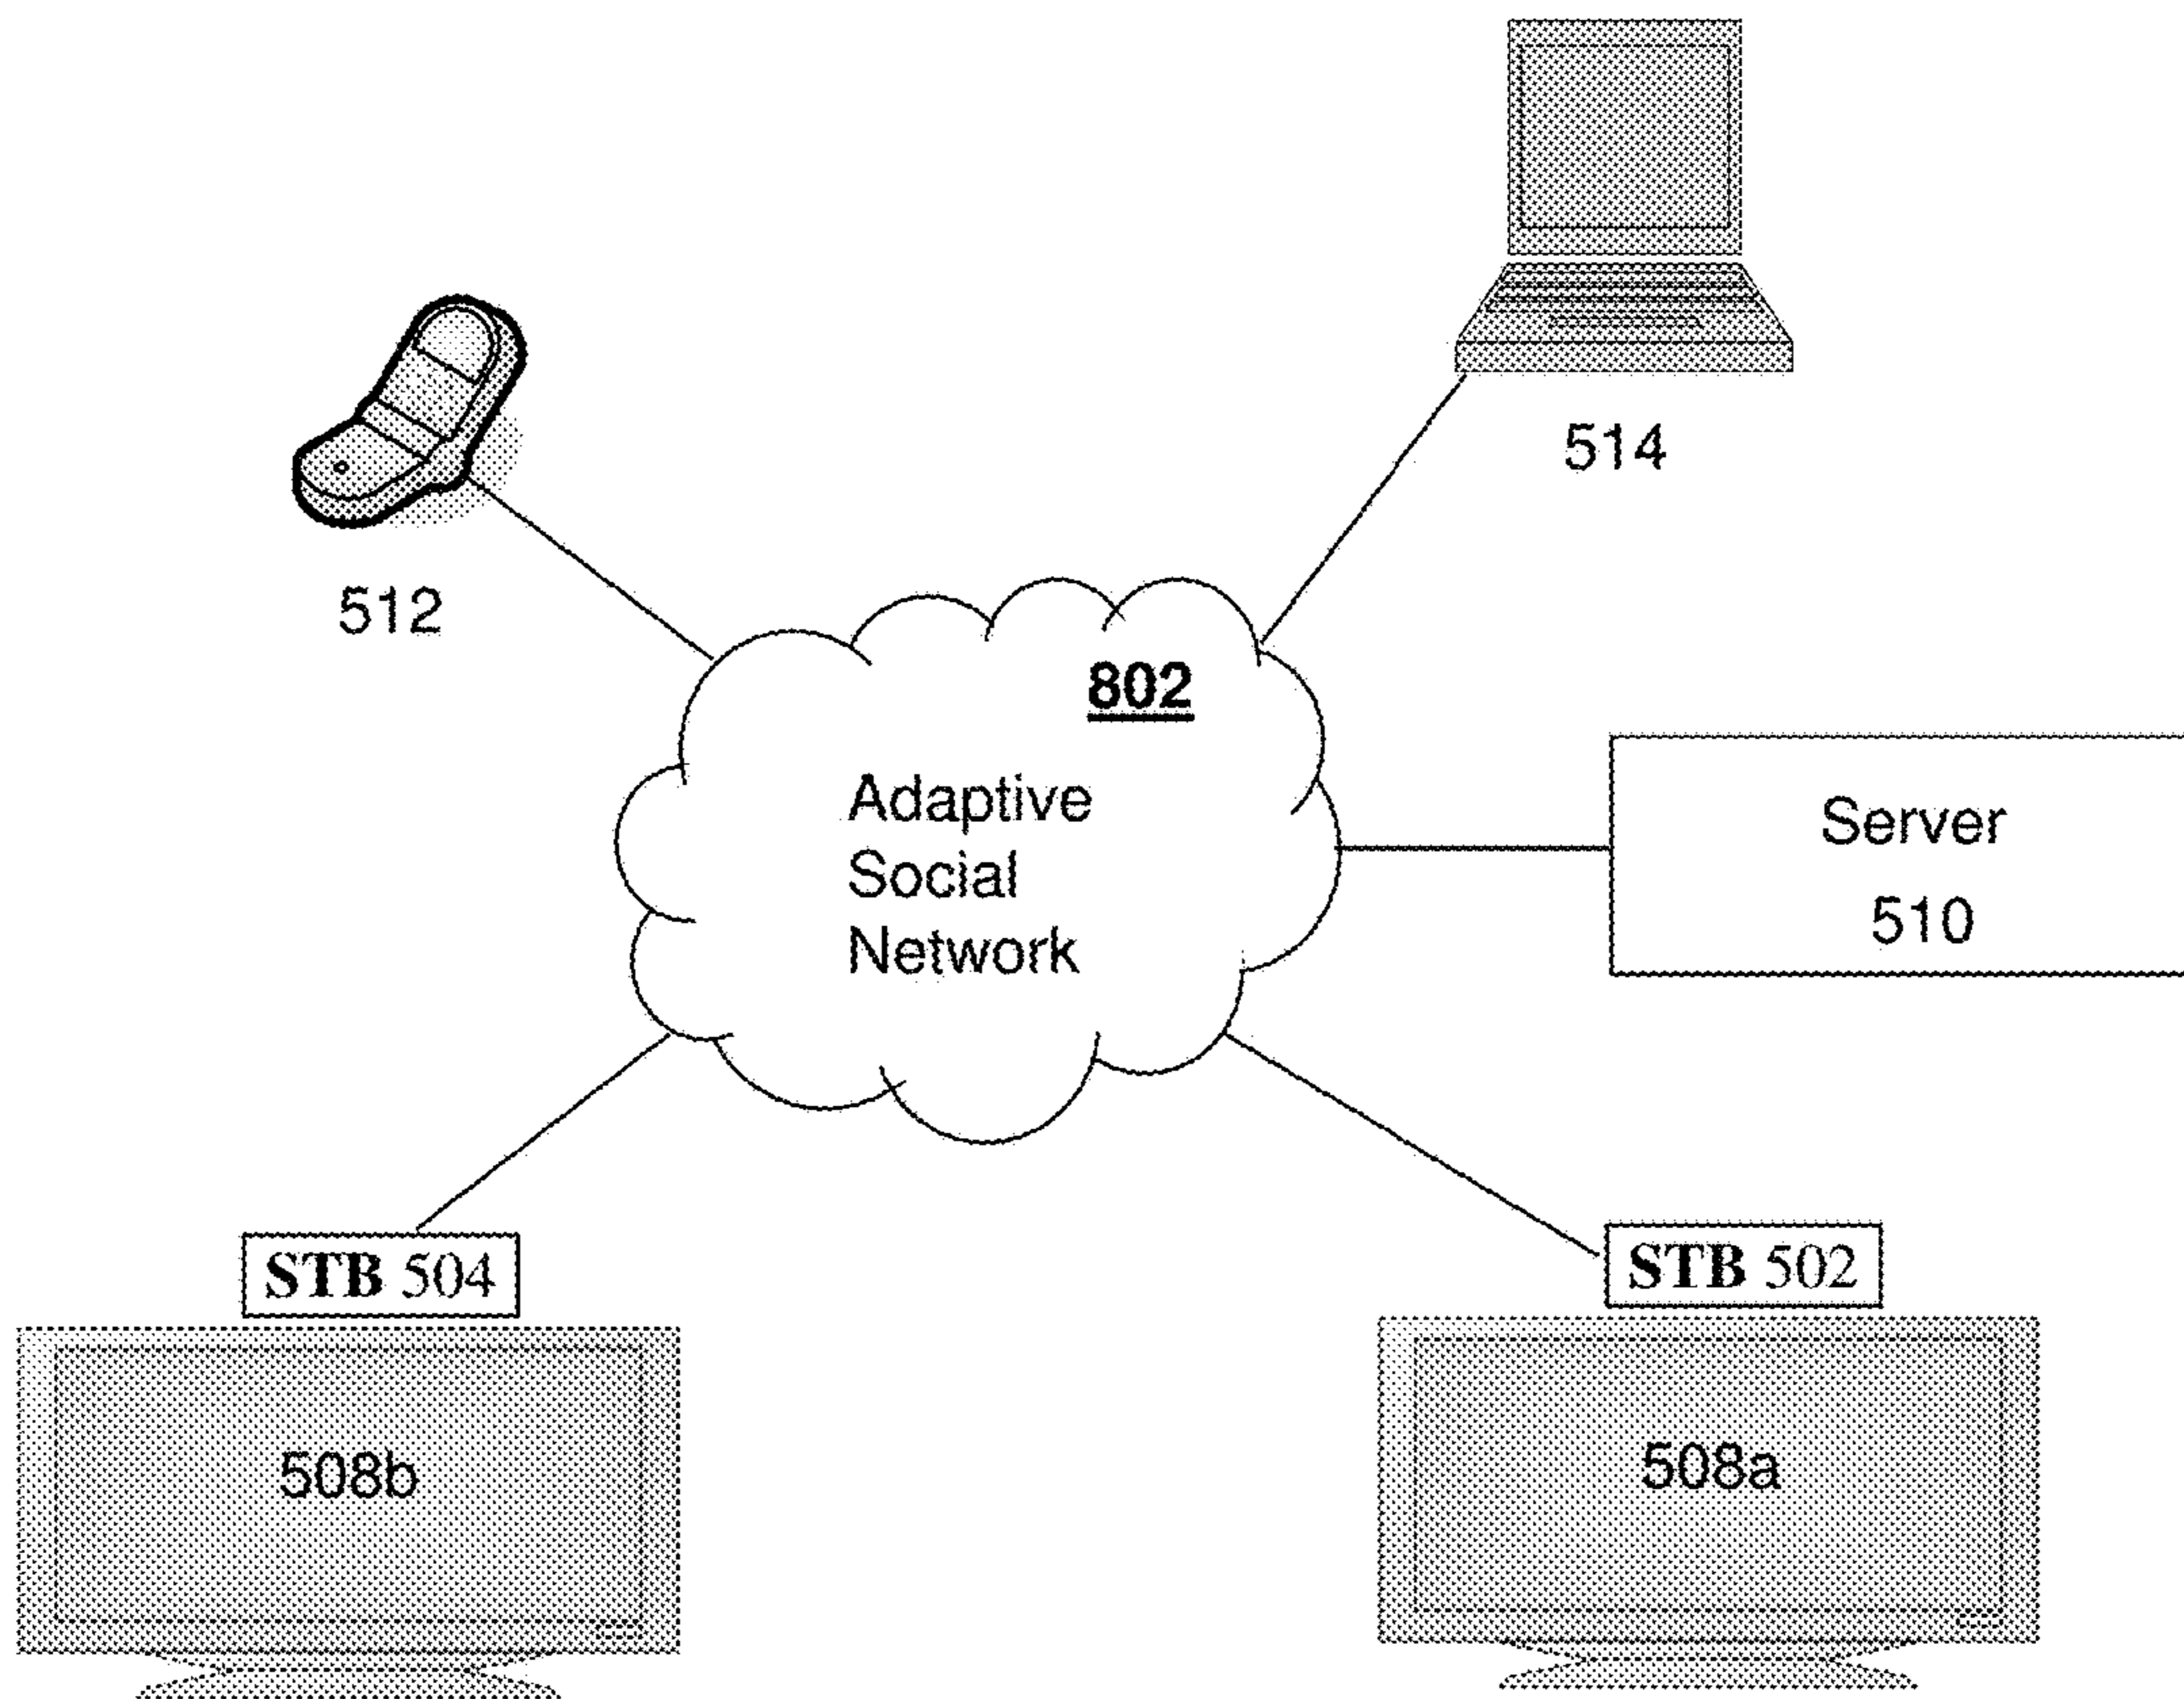 514
512
802
Adaptive
Social
Network
Server
510
STB 504
STB 502
508b
508a